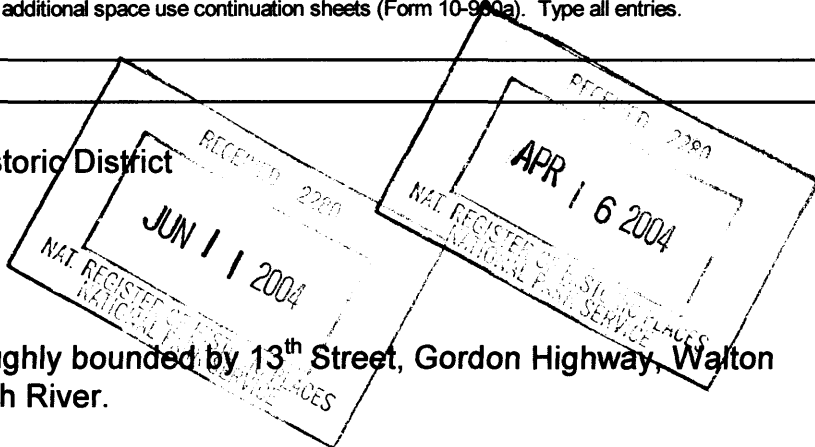 additional space use continuation sheets (Form 10-900a). Type all entries.
storic District
RECEIVED 2280
APR 16 2004
NAT. REGISTER OF HISTORIC PLACES
NATIONAL PARK SERVICE
RECEIVED 2280
JUN 11 2004
NAT. REGISTER OF HISTORIC PLACES
NATIONAL PARK SERVICE
ughly bounded by 13th Street, Gordon Highway, Walton
h River.